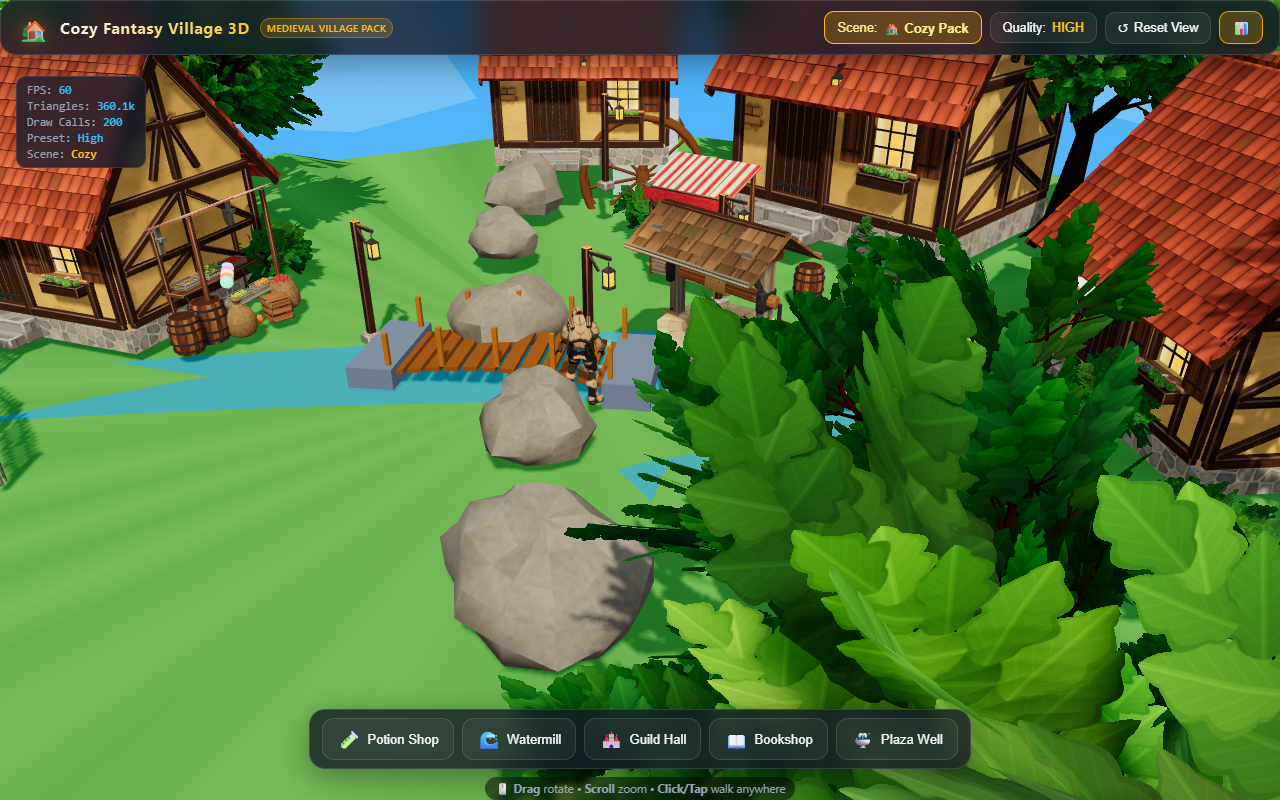 Cozy Fantasy Village 3D
MEDIEVAL VILLAGE PACK
Scene: Cozy Pack
Quality: HIGH
↺ Reset View
FPS: 60
Triangles: 360.1k
Draw Calls: 200
Preset: High
Scene: Cozy
Potion Shop
Watermill
Guild Hall
Bookshop
Plaza Well
Drag rotate • Scroll zoom • Click/Tap walk anywhere